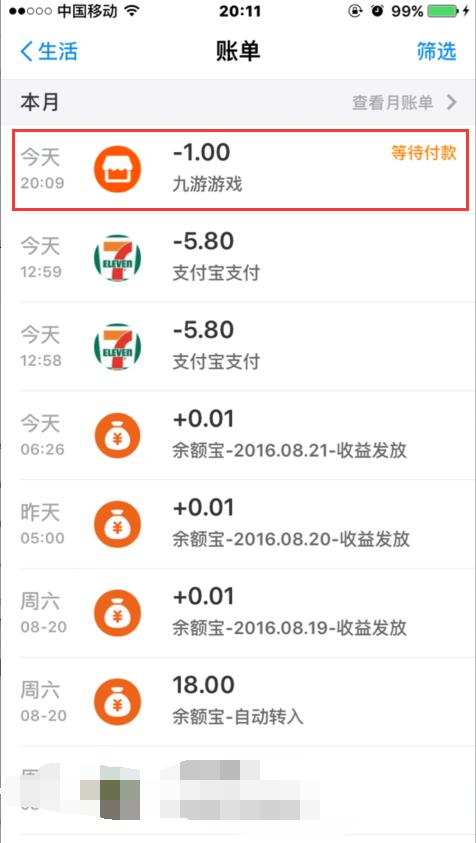 中国移动 20:11 99%
生活 账单 筛选
本月 查看月账单
今天 -1.00 等待付款
20:09 九游游戏
今天 -5.80
7 ELEVEN
12:59 支付宝支付
今天 -5.80
7 ELEVEN
12:58 支付宝支付
今天 +0.01
¥
06:26 余额宝-2016.08.21-收益发放
昨天 +0.01
¥
05:00 余额宝-2016.08.20-收益发放
周六 +0.01
¥
08-20 余额宝-2016.08.19-收益发放
周六 18.00
¥
08-20 余额宝-自动转入